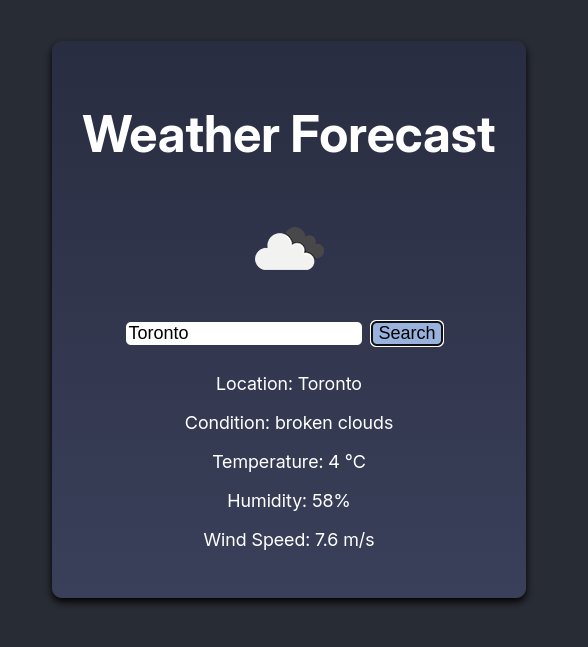 Weather Forecast
Toronto Search
Location: Toronto
Condition: broken clouds
Temperature: 4 °C
Humidity: 58%
Wind Speed: 7.6 m/s